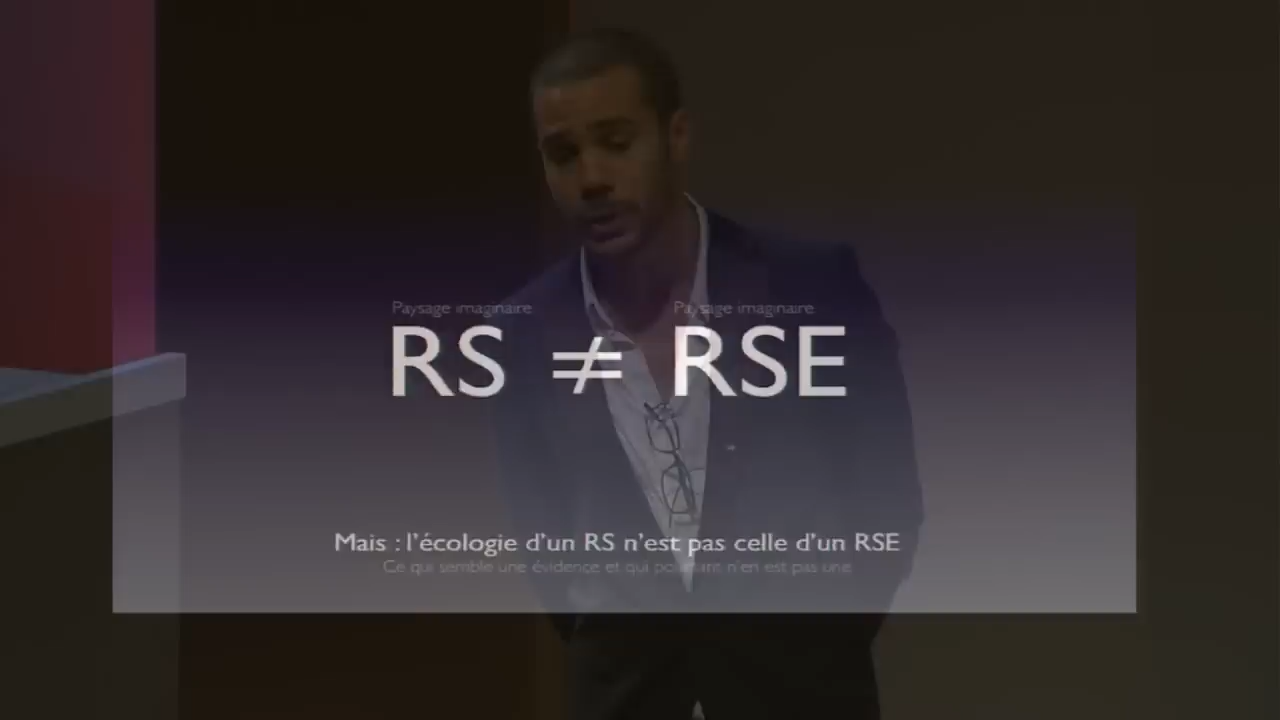 Paysage imaginaire Paysage imaginaire
RS ≠ RSE
Mais : l'écologie d'un RS n'est pas celle d'un RSE
Ce qui semble une évidence et qui pourtant n'en est pas une